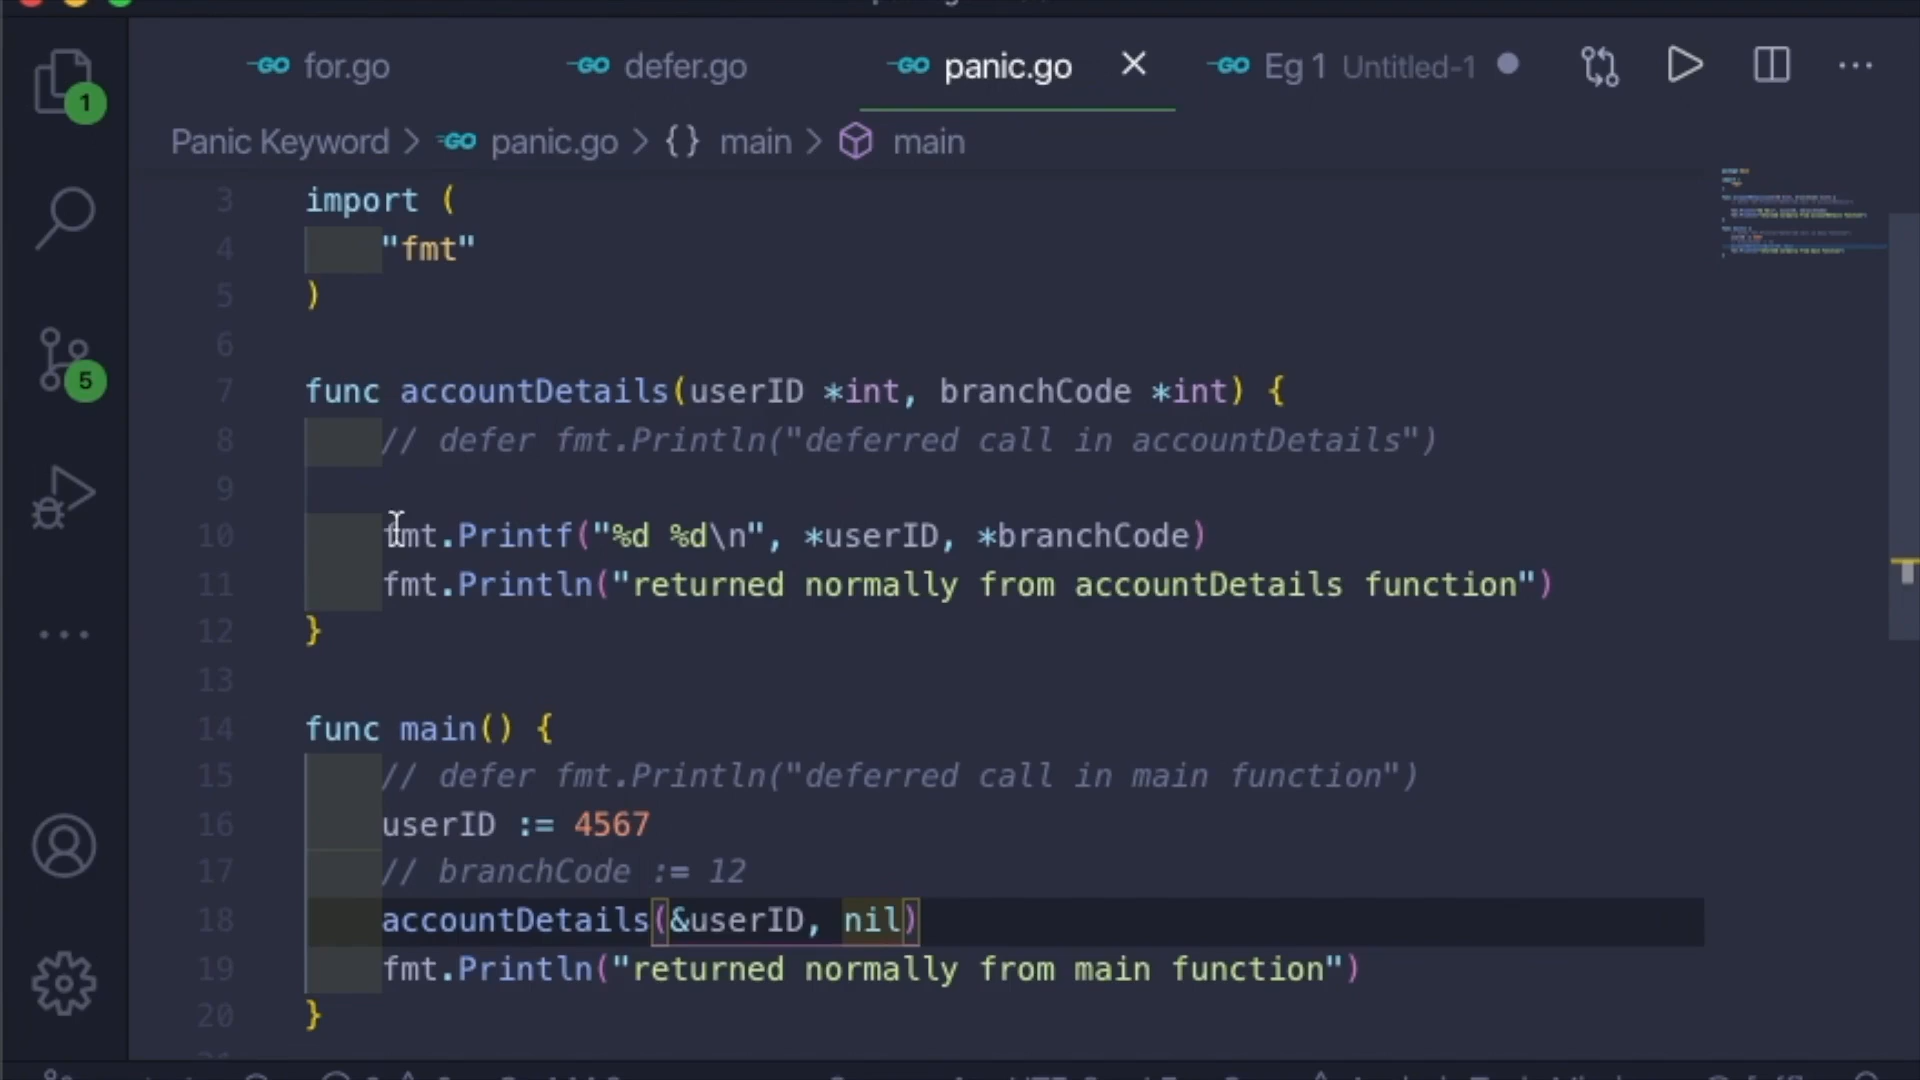 for.go defer.go panic.go Eg 1 Untitled-1
1
Panic Keyword > panic.go > {} main > main
3 import (
4 "fmt"
5 )
6
7 func accountDetails(userID *int, branchCode *int) {
8 // defer fmt.Println("deferred call in accountDetails")
9
10 fmt.Printf("%d %d\n", *userID, *branchCode)
11 fmt.Println("returned normally from accountDetails function")
12 }
13
14 func main() {
15 // defer fmt.Println("deferred call in main function")
16 userID := 4567
17 // branchCode := 12
18 accountDetails(&userID, nil)
19 fmt.Println("returned normally from main function")
20 }
5